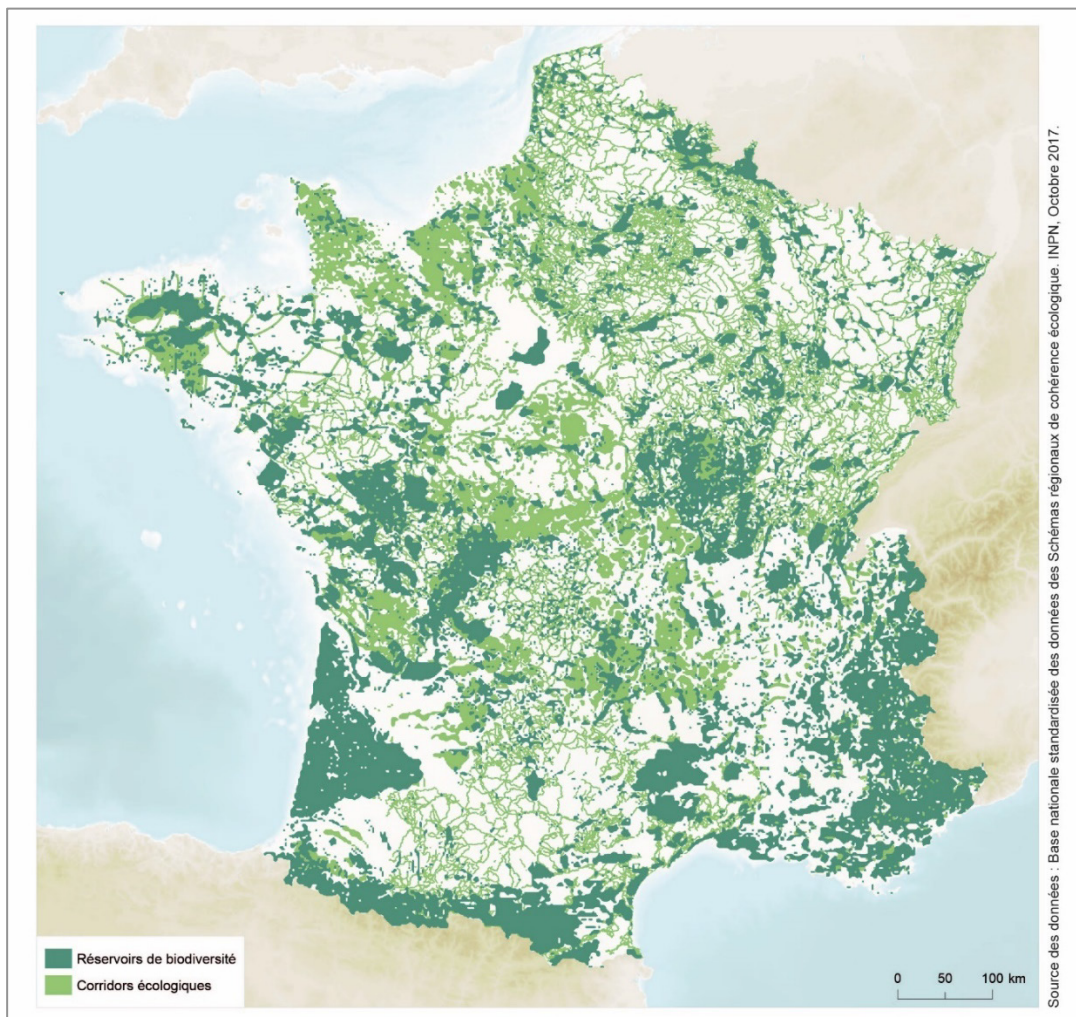 Réservoirs de biodiversité
Corridors écologiques
0 50 100 km
Source des données : Base nationale standardisée des données des Schémas régionaux de cohérence écologique. INPN, Octobre 2017.